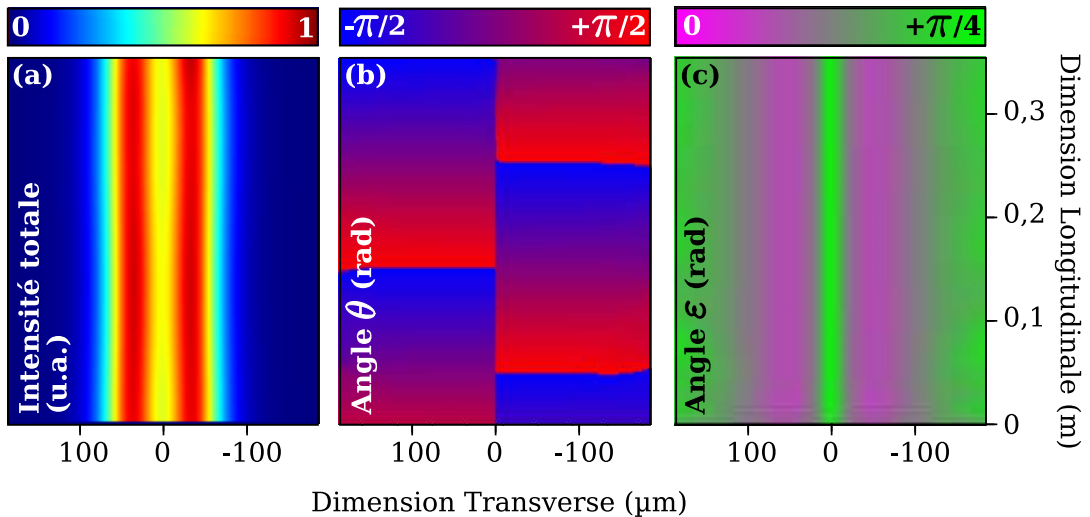 0 1
-π/2 +π/2
0 +π/4
(a)
(b)
(c)
Intensité totale
(u.a.)
Angle θ (rad)
Angle ε (rad)
0,3
0,2
0,1
0
Dimension Longitudinale (m)
100 0 -100
100 0 -100
100 0 -100
Dimension Transverse (µm)